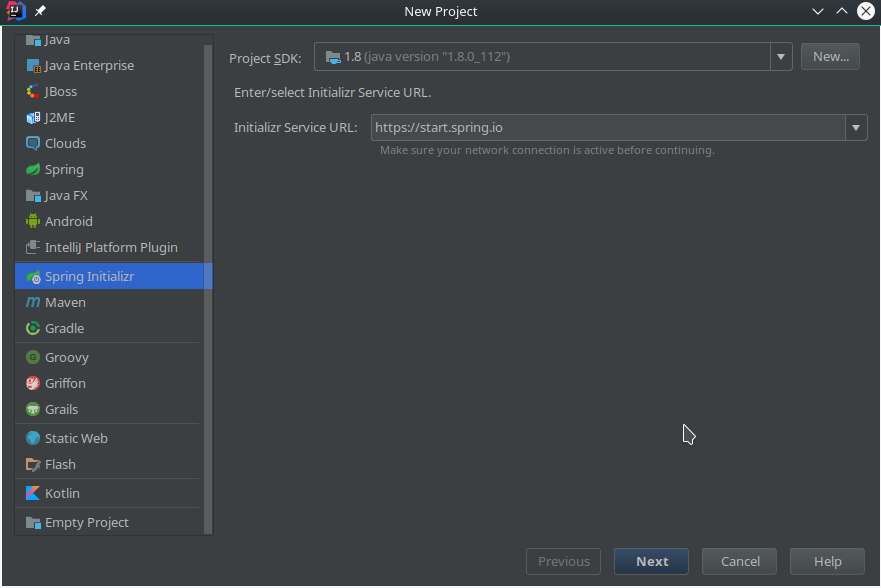 New Project
Java
Java Enterprise
JBoss
J2ME
Clouds
Spring
Java FX
Android
IntelliJ Platform Plugin
Spring Initializr
Maven
Gradle
Groovy
Griffon
Grails
Static Web
Flash
Kotlin
Empty Project
Project SDK: 1.8 (java version "1.8.0_112") New...
Enter/select Initializr Service URL.
Initializr Service URL: https://start.spring.io
Make sure your network connection is active before continuing.
Previous Next Cancel Help